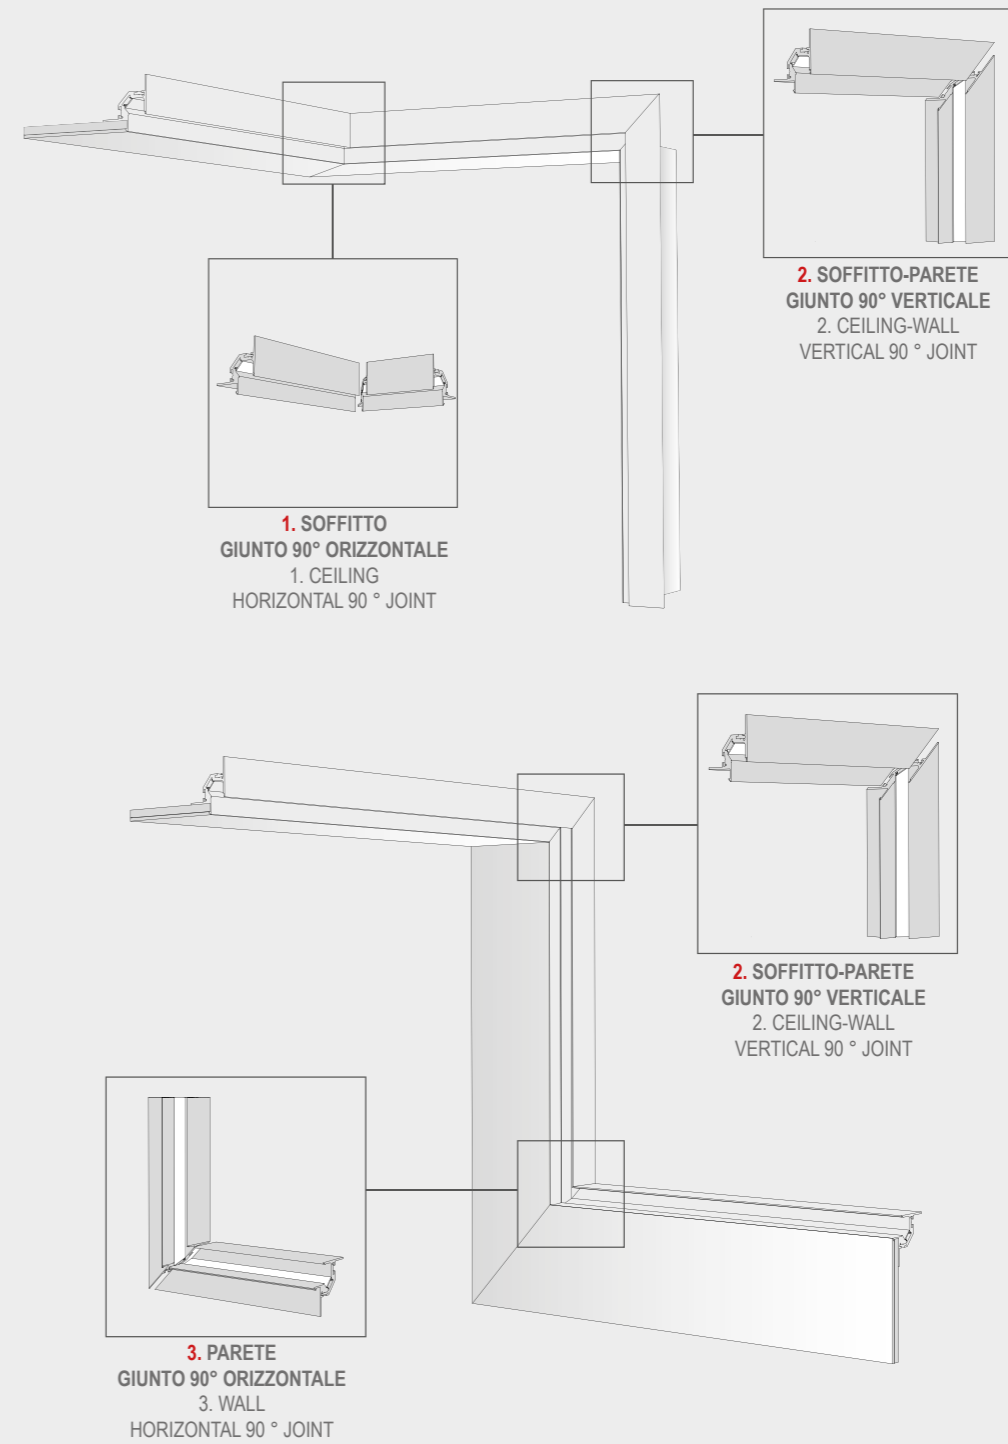 2. SOFFITTO-PARETE
GIUNTO 90° VERTICALE
2. CEILING-WALL
VERTICAL 90 ° JOINT
1. SOFFITTO
GIUNTO 90° ORIZZONTALE
1. CEILING
HORIZONTAL 90 ° JOINT
2. SOFFITTO-PARETE
GIUNTO 90° VERTICALE
2. CEILING-WALL
VERTICAL 90 ° JOINT
3. PARETE
GIUNTO 90° ORIZZONTALE
3. WALL
HORIZONTAL 90 ° JOINT